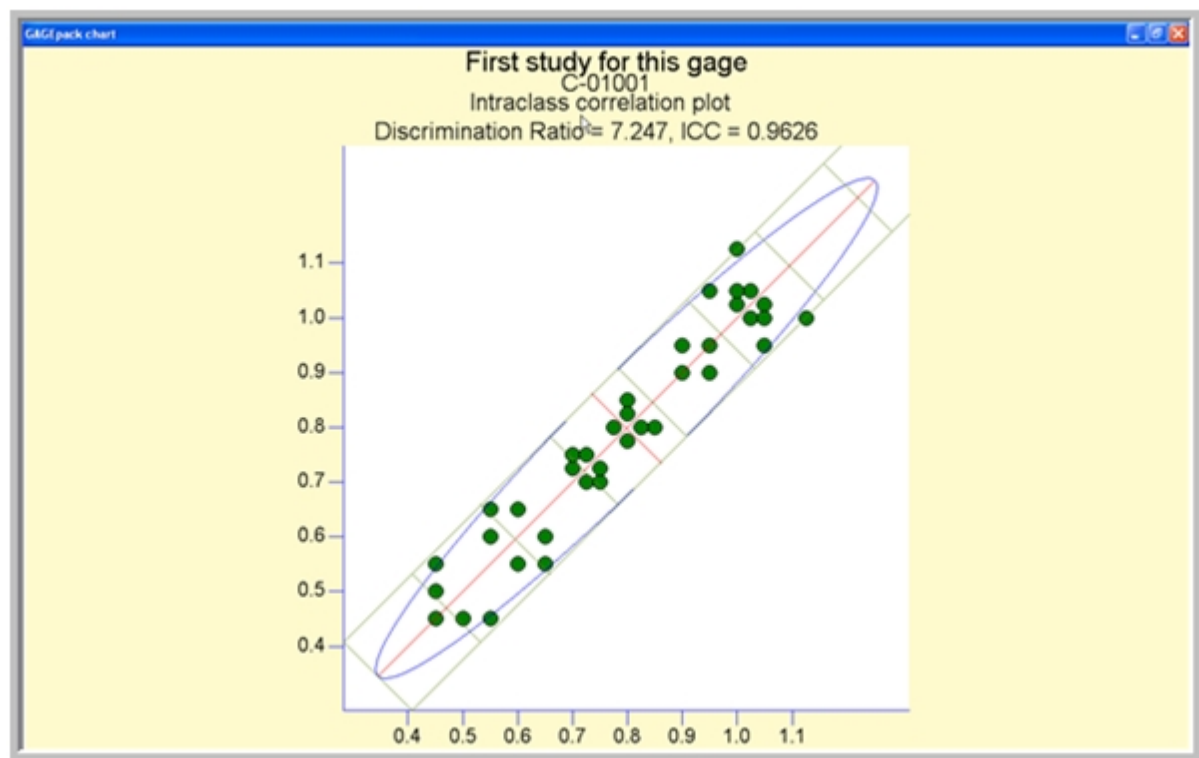 GAGEpack chart
First study for this gage
C-01001
Intraclass correlation plot
Discrimination Ratio = 7.247, ICC = 0.9626
1.1
1.0
0.9
0.8
0.7
0.6
0.5
0.4
0.4 0.5 0.6 0.7 0.8 0.9 1.0 1.1